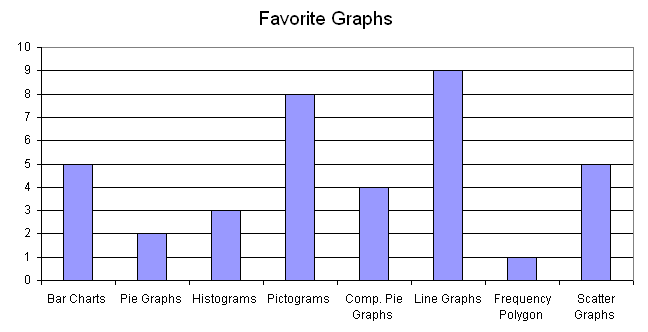 Favorite Graphs
10
9
8
7
6
5
4
3
2
1
0
Bar Charts
Pie Graphs
Histograms
Pictograms
Comp. Pie
Graphs
Line Graphs
Frequency
Polygon
Scatter
Graphs